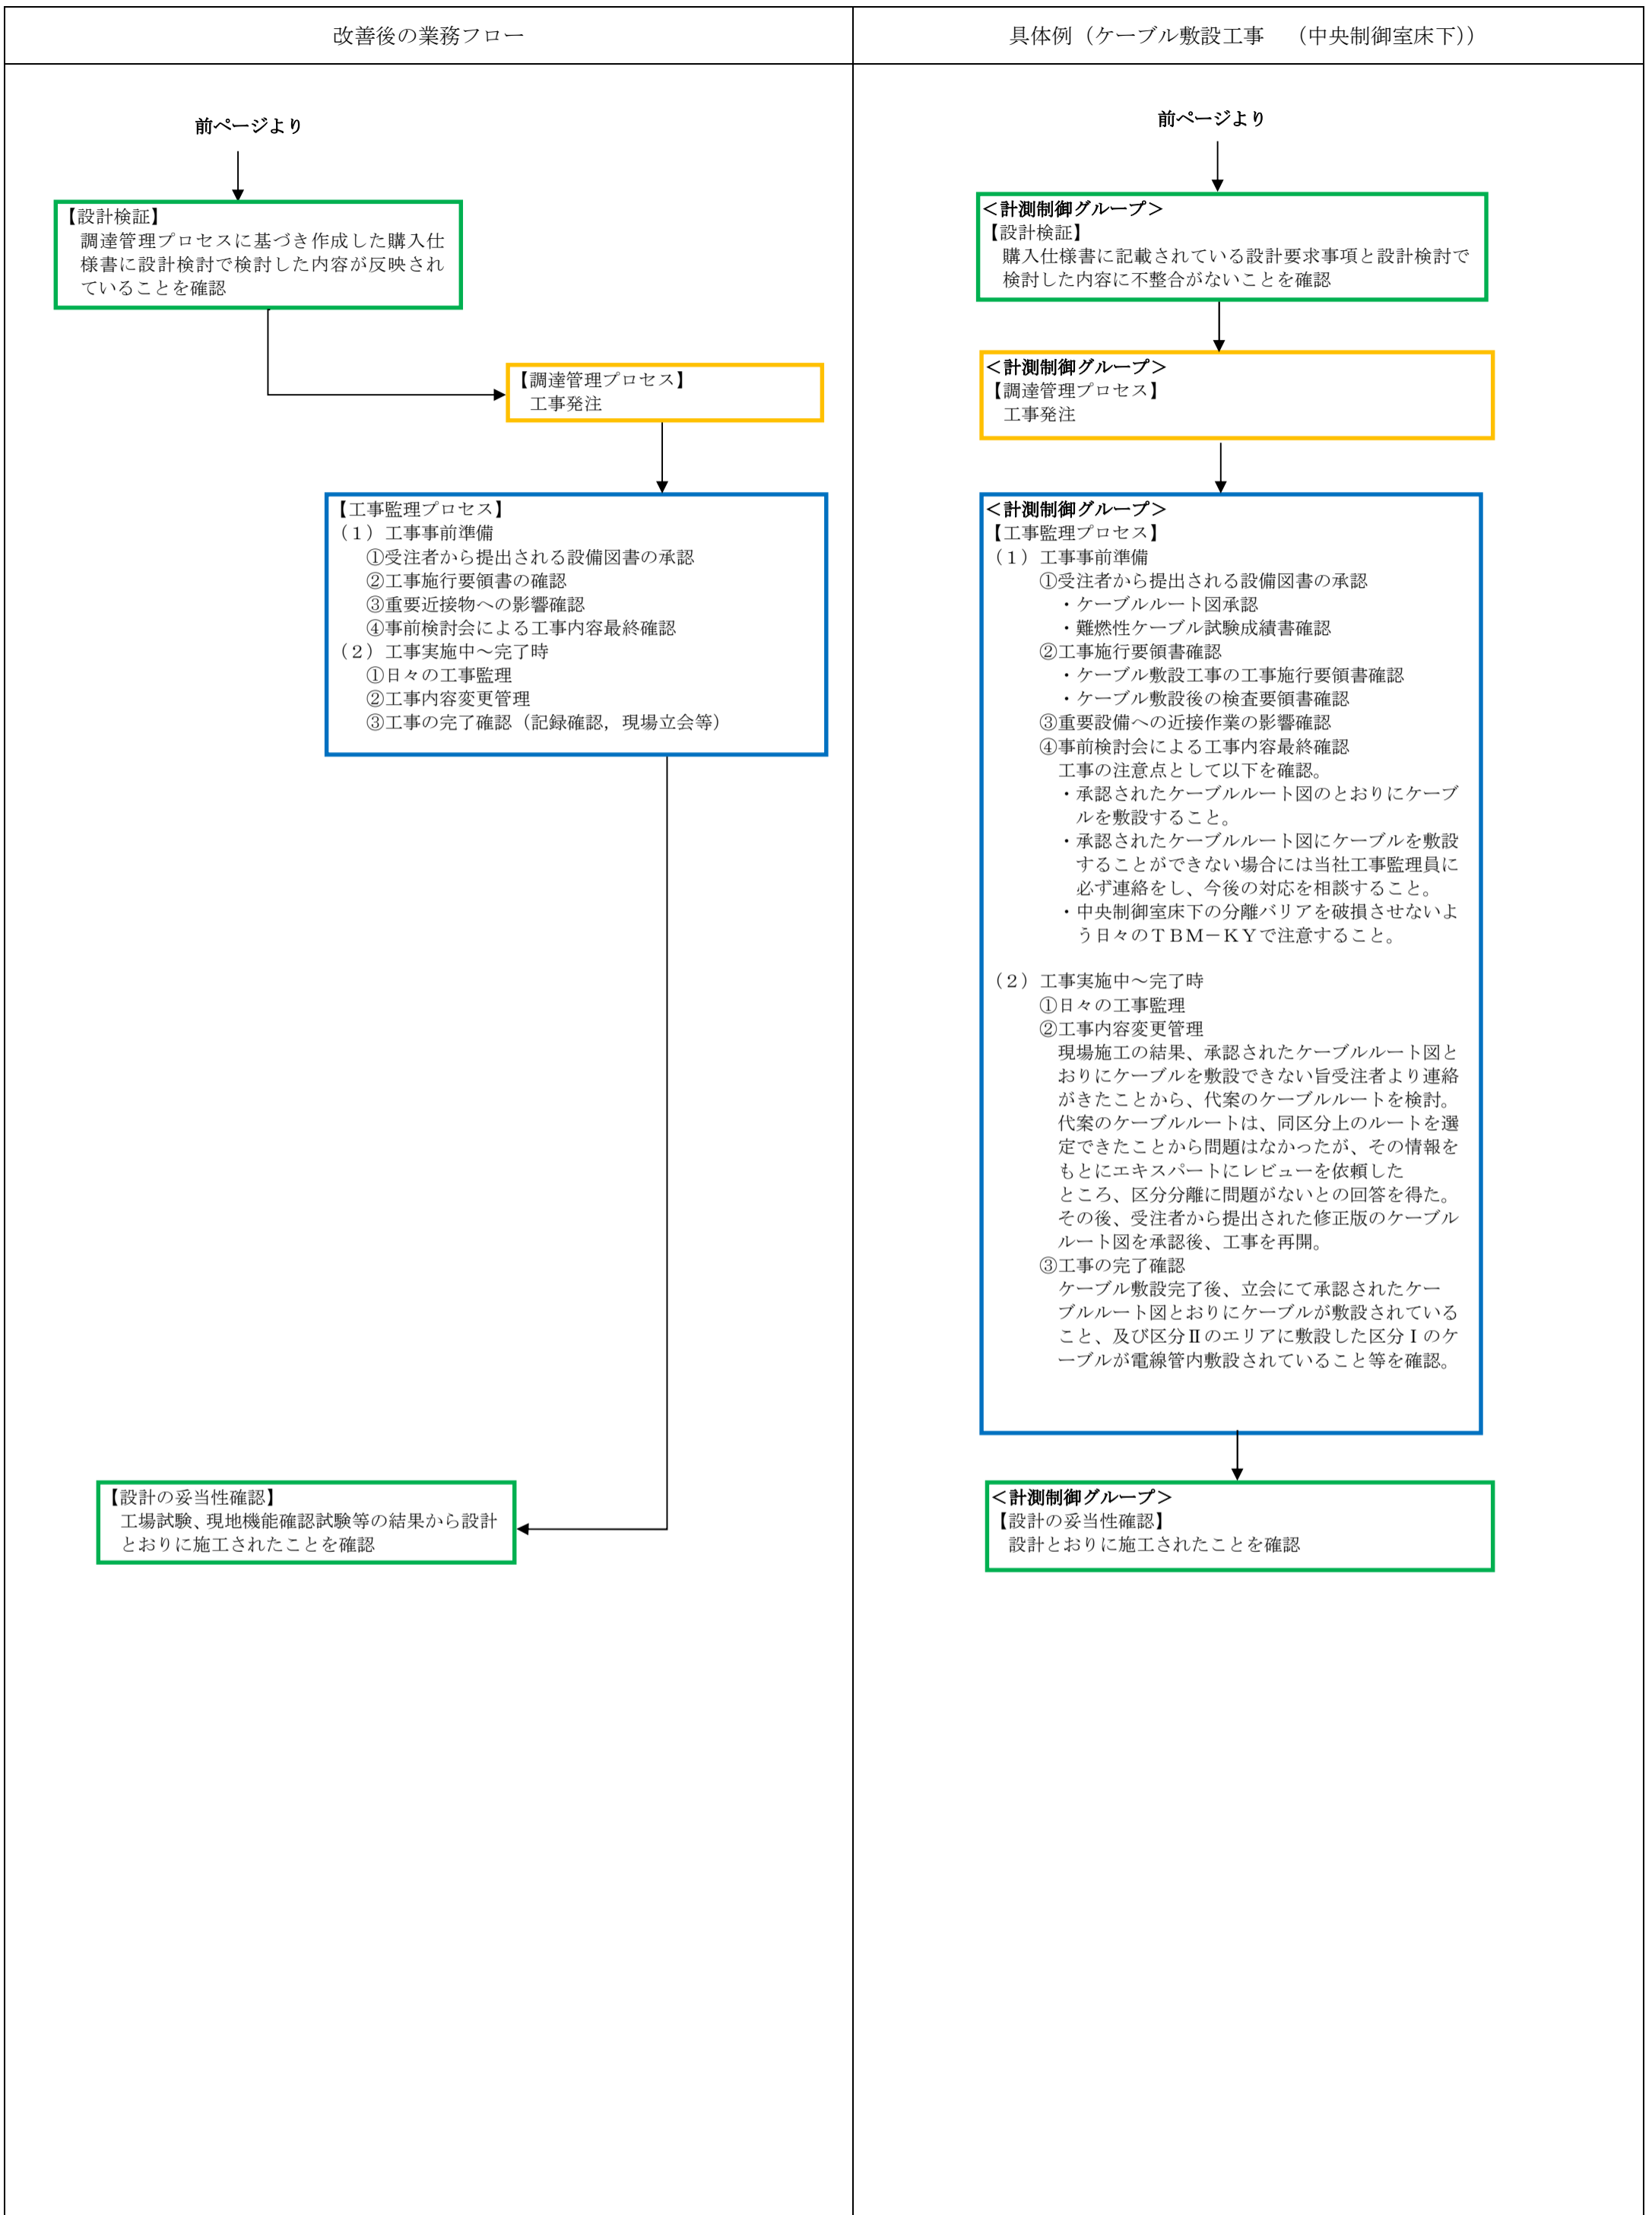 改善後の業務フロー
前ページより
【設計検証】
調達管理プロセスに基づき作成した購入仕
様書に設計検討で検討した内容が反映され
ていることを確認
【調達管理プロセス】
工事発注
【工事監理プロセス】
（１）工事事前準備
①受注者から提出される設備図書の承認
②工事施行要領書の確認
③重要近接物への影響確認
④事前検討会による工事内容最終確認
（２）工事実施中～完了時
①日々の工事監理
②工事内容変更管理
③工事の完了確認（記録確認，現場立会等）
【設計の妥当性確認】
工場試験、現地機能確認試験等の結果から設計
とおりに施工されたことを確認
具体例（ケーブル敷設工事　（中央制御室床下））
前ページより
＜計測制御グループ＞
【設計検証】
購入仕様書に記載されている設計要求事項と設計検討で
検討した内容に不整合がないことを確認
＜計測制御グループ＞
【調達管理プロセス】
工事発注
＜計測制御グループ＞
【工事監理プロセス】
（１）工事事前準備
①受注者から提出される設備図書の承認
・ケーブルルート図承認
・難燃性ケーブル試験成績書確認
②工事施行要領書確認
・ケーブル敷設工事の工事施行要領書確認
・ケーブル敷設後の検査要領書確認
③重要設備への近接作業の影響確認
④事前検討会による工事内容最終確認
工事の注意点として以下を確認。
・承認されたケーブルルート図のとおりにケーブ
ルを敷設すること。
・承認されたケーブルルート図にケーブルを敷設
することができない場合には当社工事監理員に
必ず連絡をし、今後の対応を相談すること。
・中央制御室床下の分離バリアを破損させないよ
う日々のＴＢＭ－ＫＹで注意すること。
（２）工事実施中～完了時
①日々の工事監理
②工事内容変更管理
現場施工の結果、承認されたケーブルルート図と
おりにケーブルを敷設できない旨受注者より連絡
がきたことから、代案のケーブルルートを検討。
代案のケーブルルートは、同区分上のルートを選
定できたことから問題はなかったが、その情報を
もとにエキスパートにレビューを依頼した
ところ、区分分離に問題がないとの回答を得た。
その後、受注者から提出された修正版のケーブル
ルート図を承認後、工事を再開。
③工事の完了確認
ケーブル敷設完了後、立会にて承認されたケー
ブルルート図とおりにケーブルが敷設されている
こと、及び区分Ⅱのエリアに敷設した区分Ⅰのケ
ーブルが電線管内敷設されていること等を確認。
＜計測制御グループ＞
【設計の妥当性確認】
設計とおりに施工されたことを確認